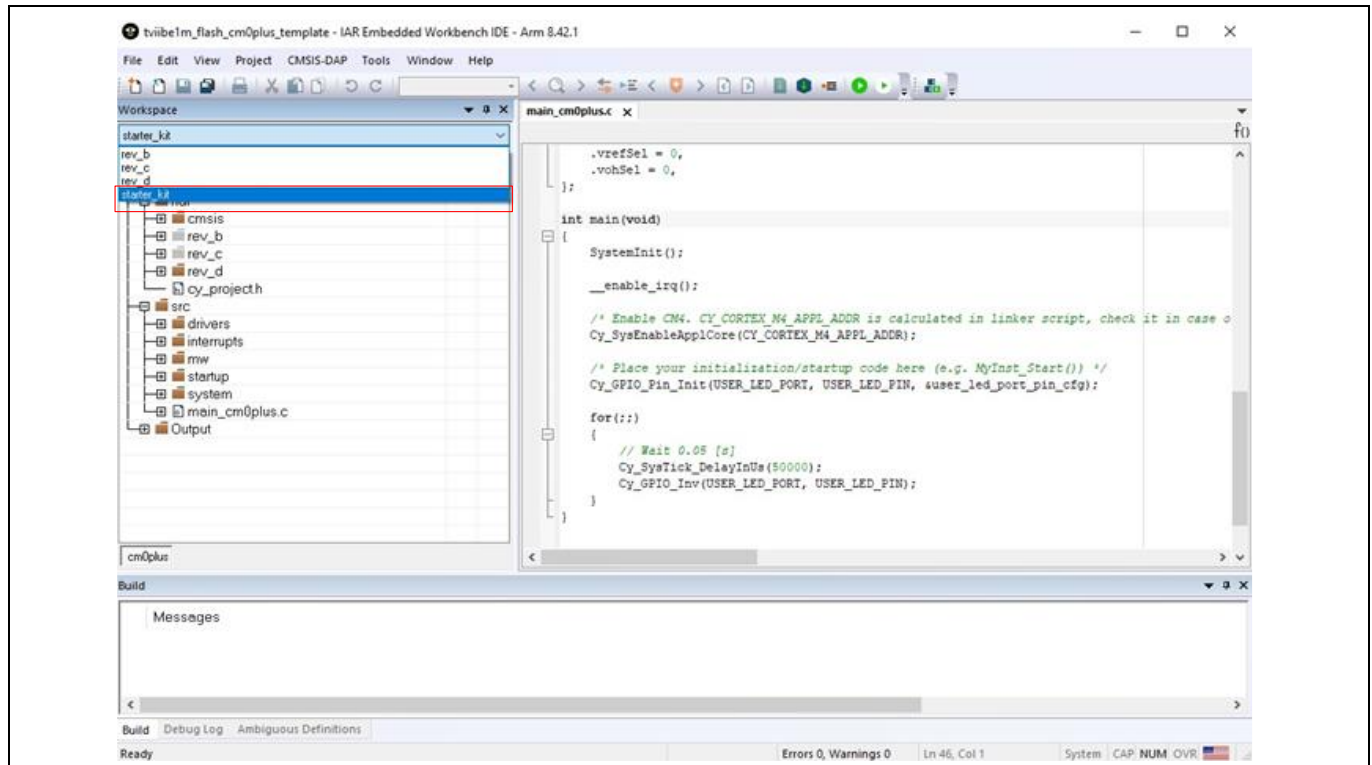 tviibe1m_flash_cm0plus_template - IAR Embedded Workbench IDE - Arm 8.42.1
File Edit View Project CMSIS-DAP Tools Window Help
Workspace
starter_kit
rev_b
rev_c
rev_d
starter_kit
cmsis
rev_b
rev_c
rev_d
cy_project.h
src
drivers
interrupts
mw
startup
system
main_cm0plus.c
Output
cm0plus
main_cm0plus.c x
f()
.vrefSel = 0,
.vohSel = 0,
};
int main(void)
{
SystemInit();
__enable_irq();
/* Enable CM4. CY_CORTEX_M4_APPL_ADDR is calculated in linker script, check it in case o
Cy_SysEnableApplCore(CY_CORTEX_M4_APPL_ADDR);
/* Place your initialization/startup code here (e.g. MyInst_Start()) */
Cy_GPIO_Pin_Init(USER_LED_PORT, USER_LED_PIN, &user_led_port_pin_cfg);
for(;;)
{
// Wait 0.05 [s]
Cy_SysTick_DelayInUs(50000);
Cy_GPIO_Inv(USER_LED_PORT, USER_LED_PIN);
}
}
Build
Messages
Build Debug Log Ambiguous Definitions
Ready Errors 0, Warnings 0 Ln 46, Col 1 System CAP NUM OVR